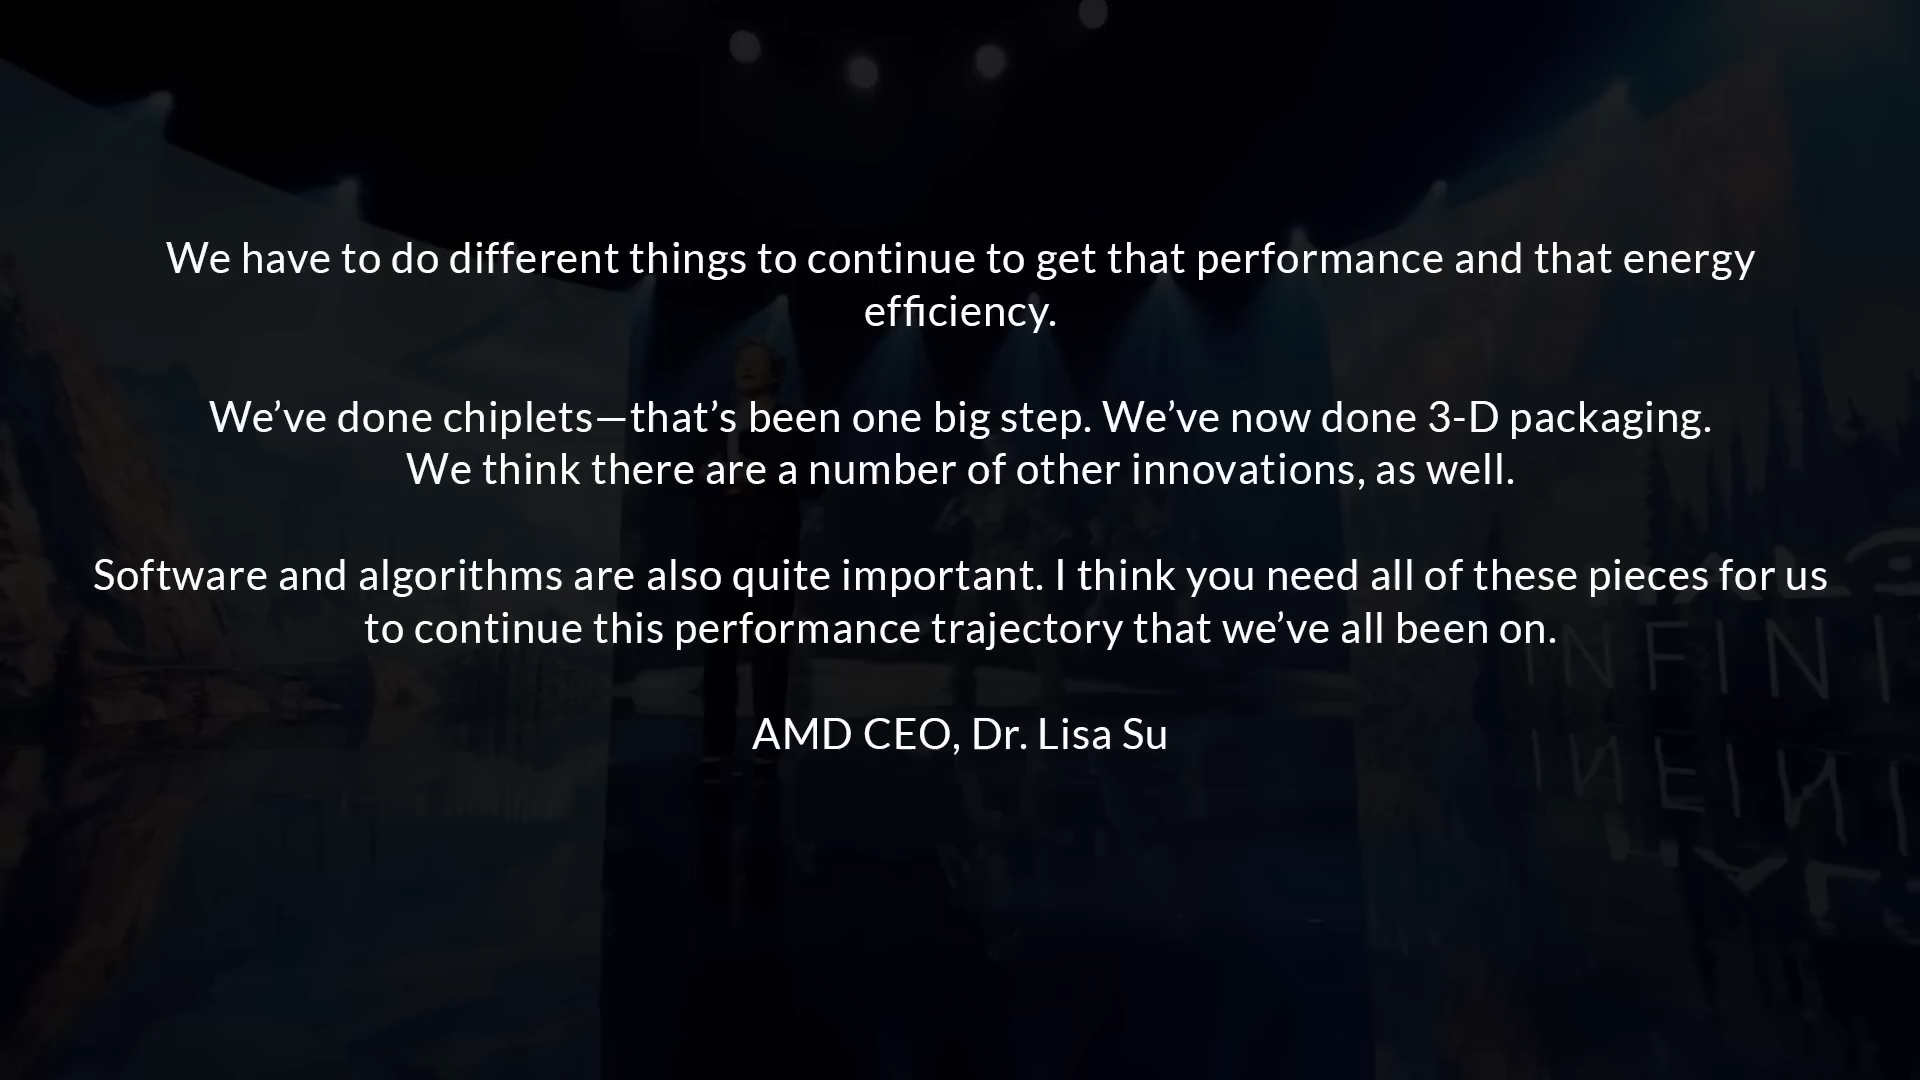 We have to do different things to continue to get that performance and that energy
efficiency.
We’ve done chiplets—that’s been one big step. We’ve now done 3-D packaging.
We think there are a number of other innovations, as well.
Software and algorithms are also quite important. I think you need all of these pieces for us
to continue this performance trajectory that we’ve all been on.
AMD CEO, Dr. Lisa Su